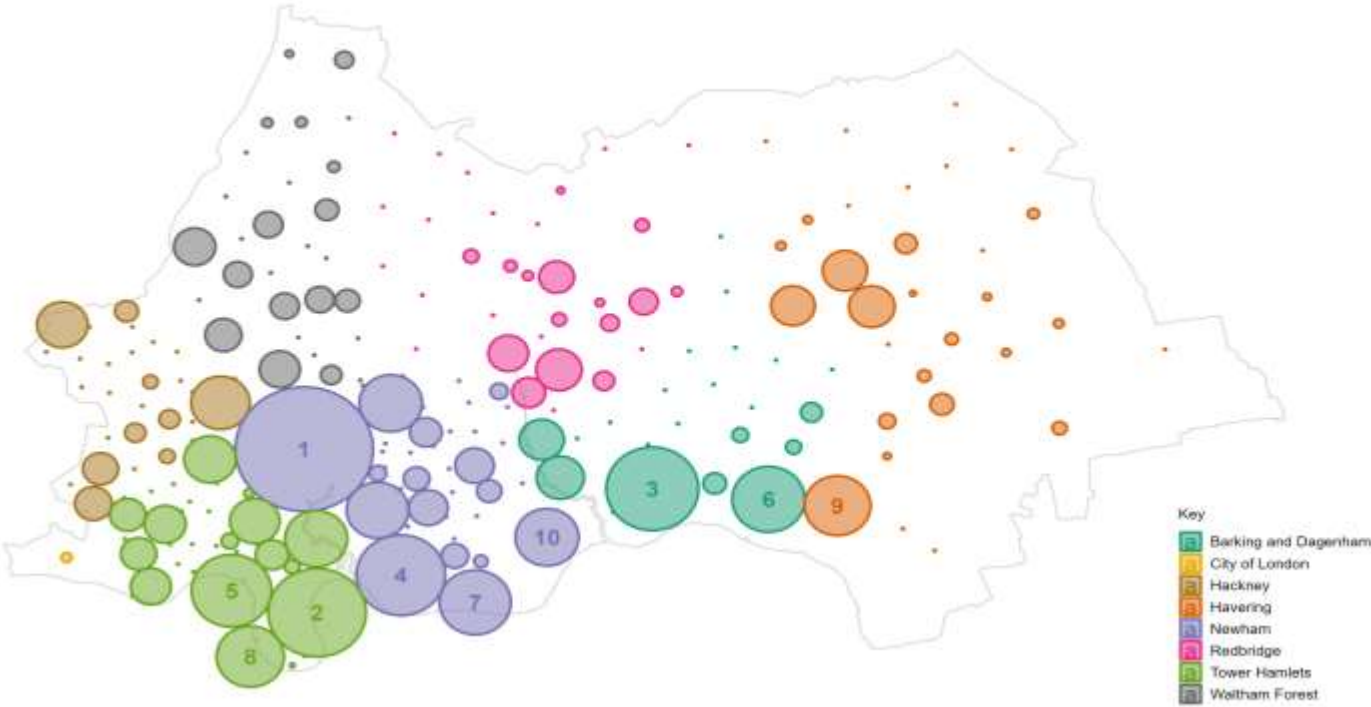 1
3
6
9
10
4
5
7
2
8
Key
a Barking and Dagenham
a City of London
a Hackney
a Havering
a Newham
a Redbridge
a Tower Hamlets
a Waltham Forest